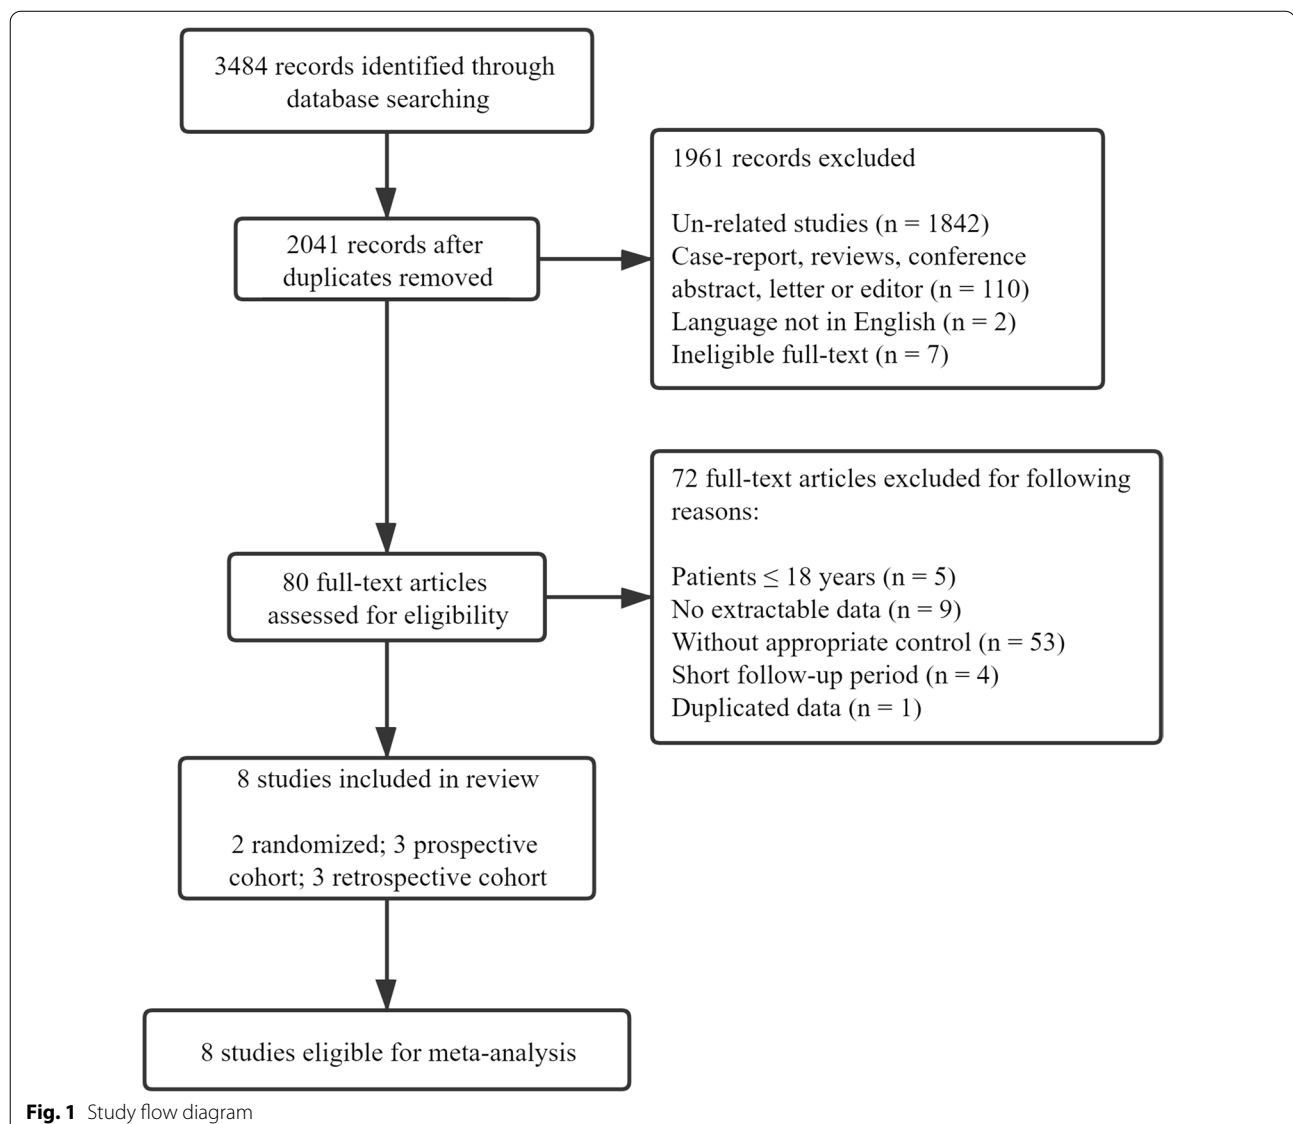 3484 records identified through
database searching
1961 records excluded
Un-related studies (n = 1842)
Case-report, reviews, conference
abstract, letter or editor (n = 110)
Language not in English (n = 2)
Ineligible full-text (n = 7)
2041 records after
duplicates removed
72 full-text articles excluded for following
reasons:
Patients ≤ 18 years (n = 5)
No extractable data (n = 9)
Without appropriate control (n = 53)
Short follow-up period (n = 4)
Duplicated data (n = 1)
80 full-text articles
assessed for eligibility
8 studies included in review
2 randomized; 3 prospective
cohort; 3 retrospective cohort
8 studies eligible for meta-analysis
Fig. 1 Study flow diagram